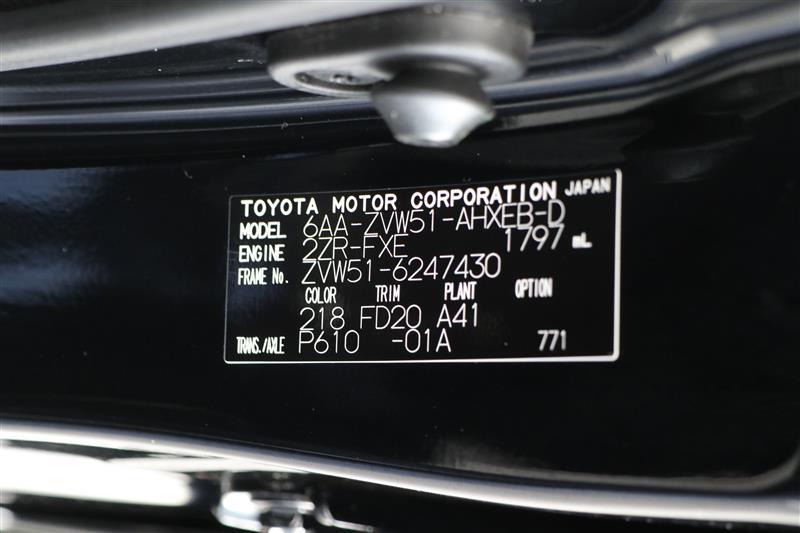 TOYOTA MOTOR CORPORATION JAPAN
MODEL 6AA-ZVW51-AHXEB-D
ENGINE 2ZR-FXE 1797 mL
FRAME No. ZVW51-6247430
COLOR TRIM PLANT OPTION
218 FD20 A41
TRANS./AXLE P610 -01A 771